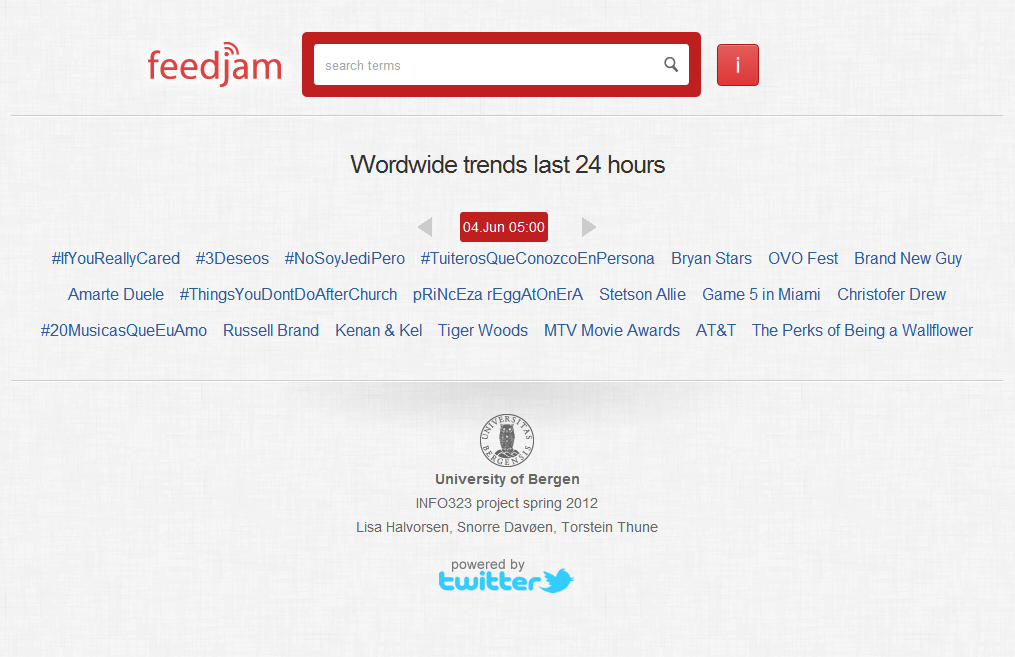 feedjam
search terms
i
Wordwide trends last 24 hours
04.Jun 05:00
#IfYouReallyCared #3Deseos #NoSoyJediPero #TuiterosQueConozcoEnPersona Bryan Stars OVO Fest Brand New Guy
Amarte Duele #ThingsYouDontDoAfterChurch pRiNcEza rEggAtOnErA Stetson Allie Game 5 in Miami Christofer Drew
#20MusicasQueEuAmo Russell Brand Kenan & Kel Tiger Woods MTV Movie Awards AT&T The Perks of Being a Wallflower
UNIVERSITAS BERGENSIS
University of Bergen
INFO323 project spring 2012
Lisa Halvorsen, Snorre Davøen, Torstein Thune
powered by
twitter